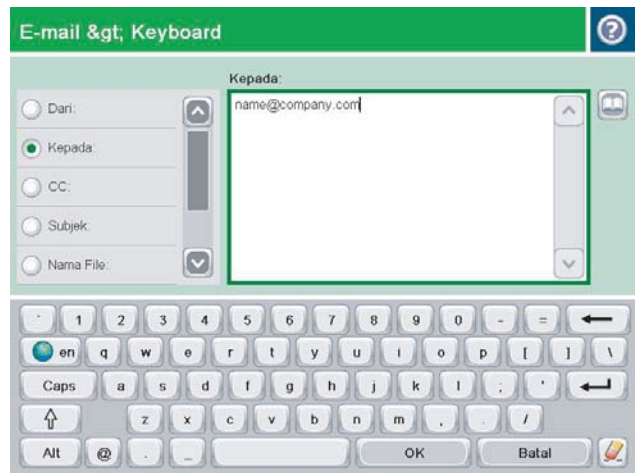 E-mail &gt; Keyboard
?
Kepada:
name@company.com
Dari:
Kepada:
CC:
Subjek:
Nama File:
` 1 2 3 4 5 6 7 8 9 0 - =
en q w e r t y u i o p [ ] \
Caps a s d f g h j k l ; '
z x c v b n m , . /
Alt @ . _ OK Batal